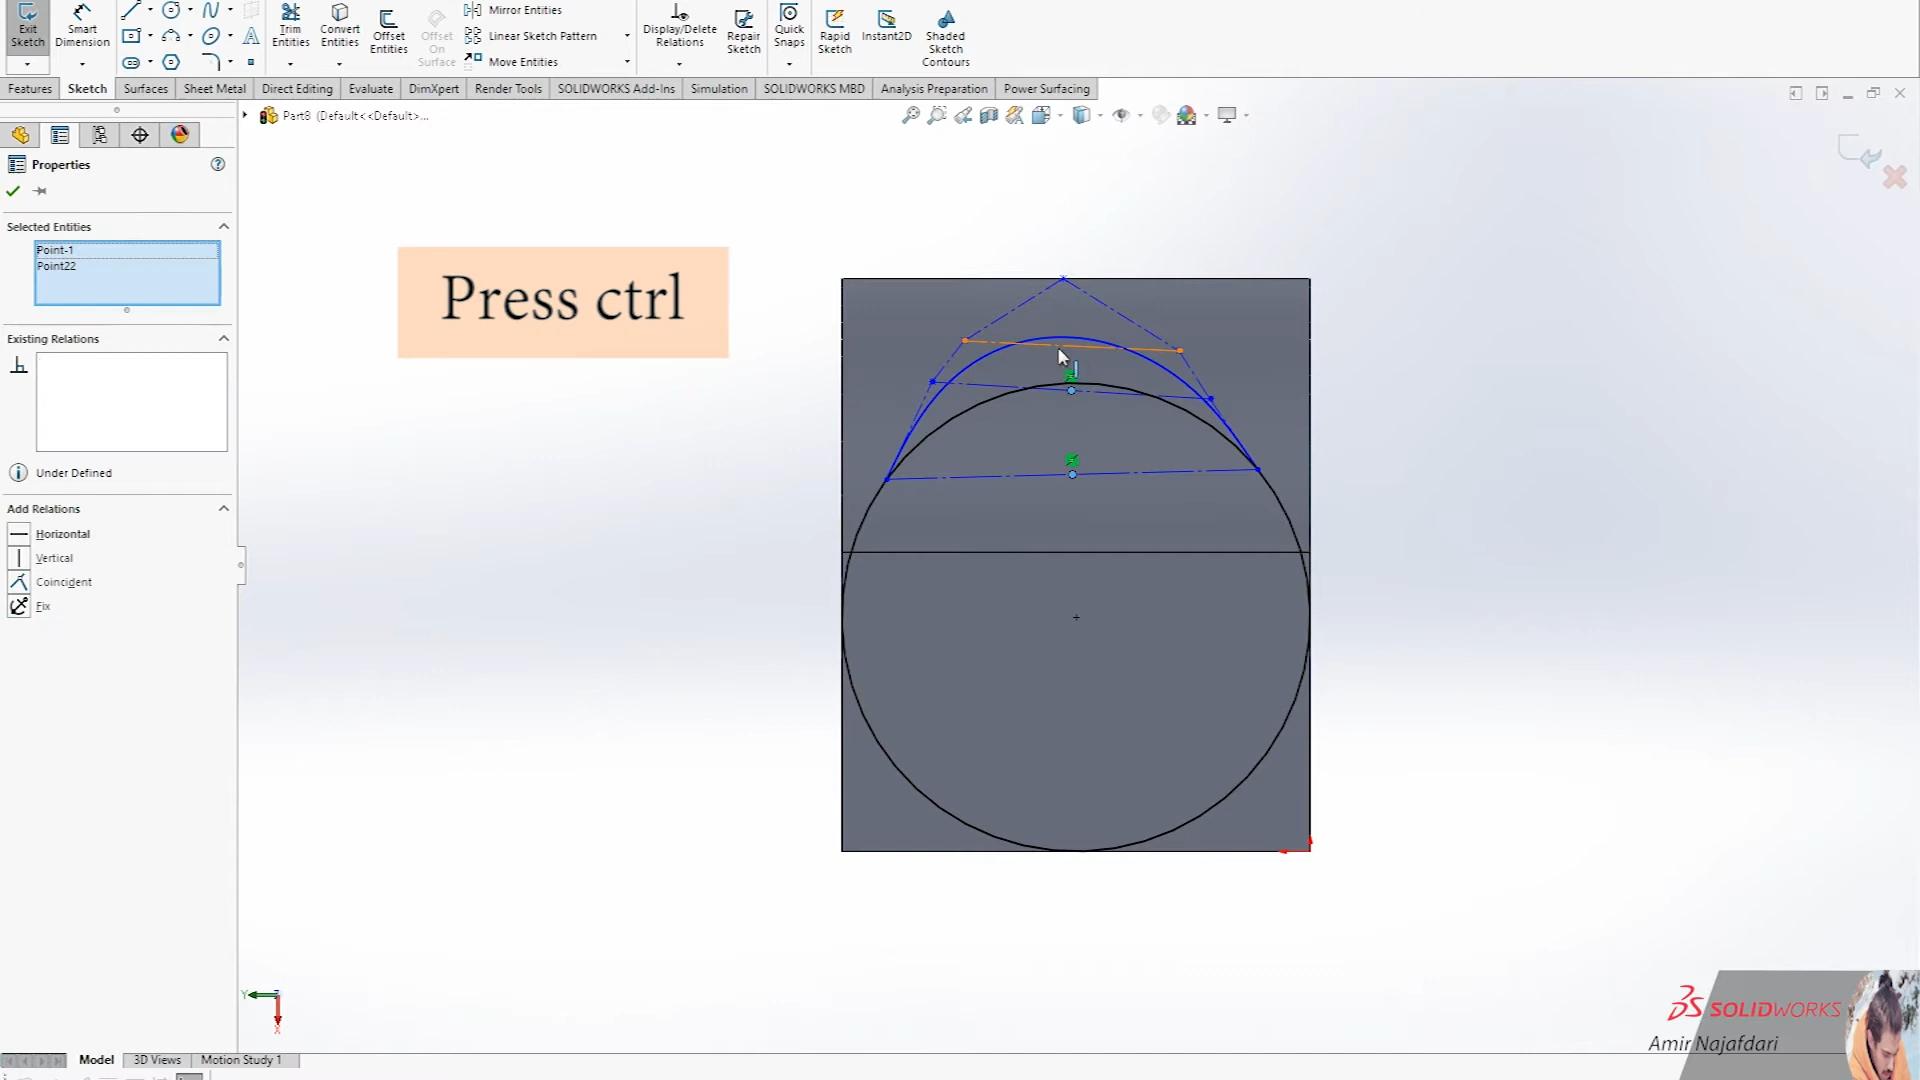 Exit Sketch
Smart Dimension
Trim Entities
Convert Entities
Offset Entities
Offset On Surface
Mirror Entities
Linear Sketch Pattern
Move Entities
Display/Delete Relations
Repair Sketch
Quick Snaps
Rapid Sketch
Instant2D
Shaded Sketch Contours
Features
Sketch
Surfaces
Sheet Metal
Direct Editing
Evaluate
DimXpert
Render Tools
SOLIDWORKS Add-Ins
Simulation
SOLIDWORKS MBD
Analysis Preparation
Power Surfacing
Part8 (Default<<Default>...
Properties
Selected Entities
Point-1
Point22
Existing Relations
Under Defined
Add Relations
Horizontal
Vertical
Coincident
Fix
Press ctrl
Y
X
SOLIDWORKS
Amir Najafdari
Model
3D Views
Motion Study 1